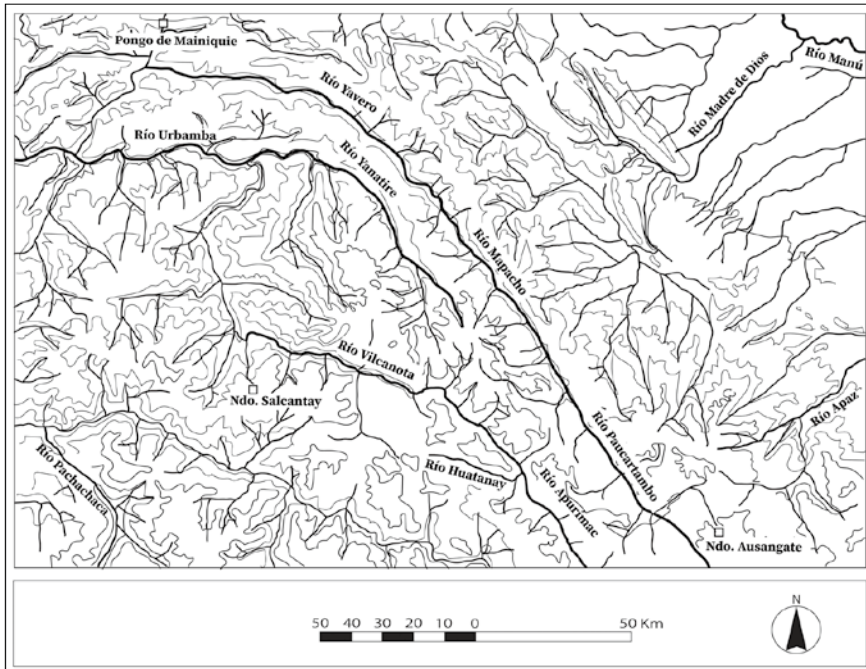 Pongo de Mainiquie
Río Manú
Río Yavero
Río Madre de Dios
Río Urbamba
Río Yanatire
Río Mapacho
Río Vilcanota
Ndo. Salcantay
Río Apaz
Río Paucartambo
Río Huatanay
Río Pachachaca
Río Apurimac
Ndo. Ausangate
50 40 30 20 10 0 50 Km
N